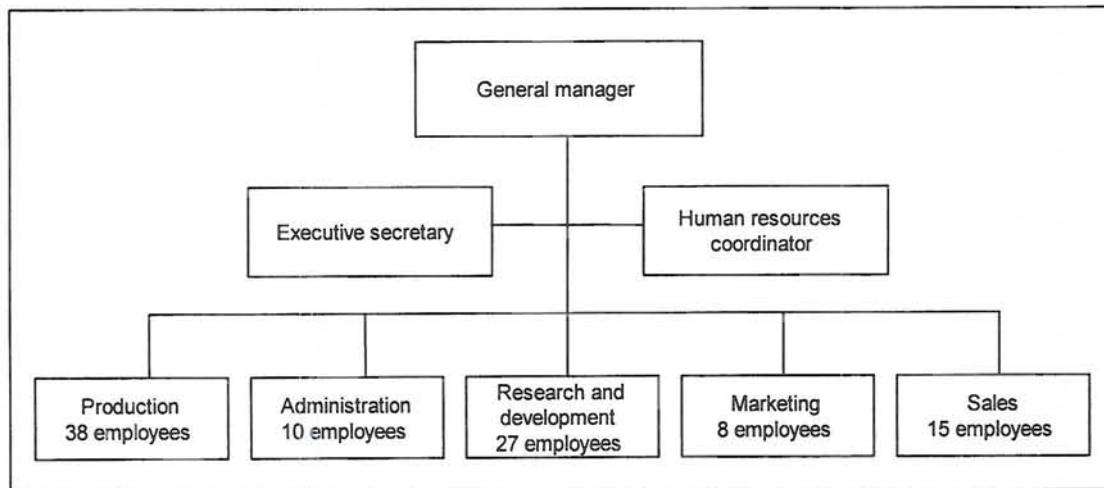 General manager
Executive secretary
Human resources
coordinator
Production
38 employees
Administration
10 employees
Research and
development
27 employees
Marketing
8 employees
Sales
15 employees